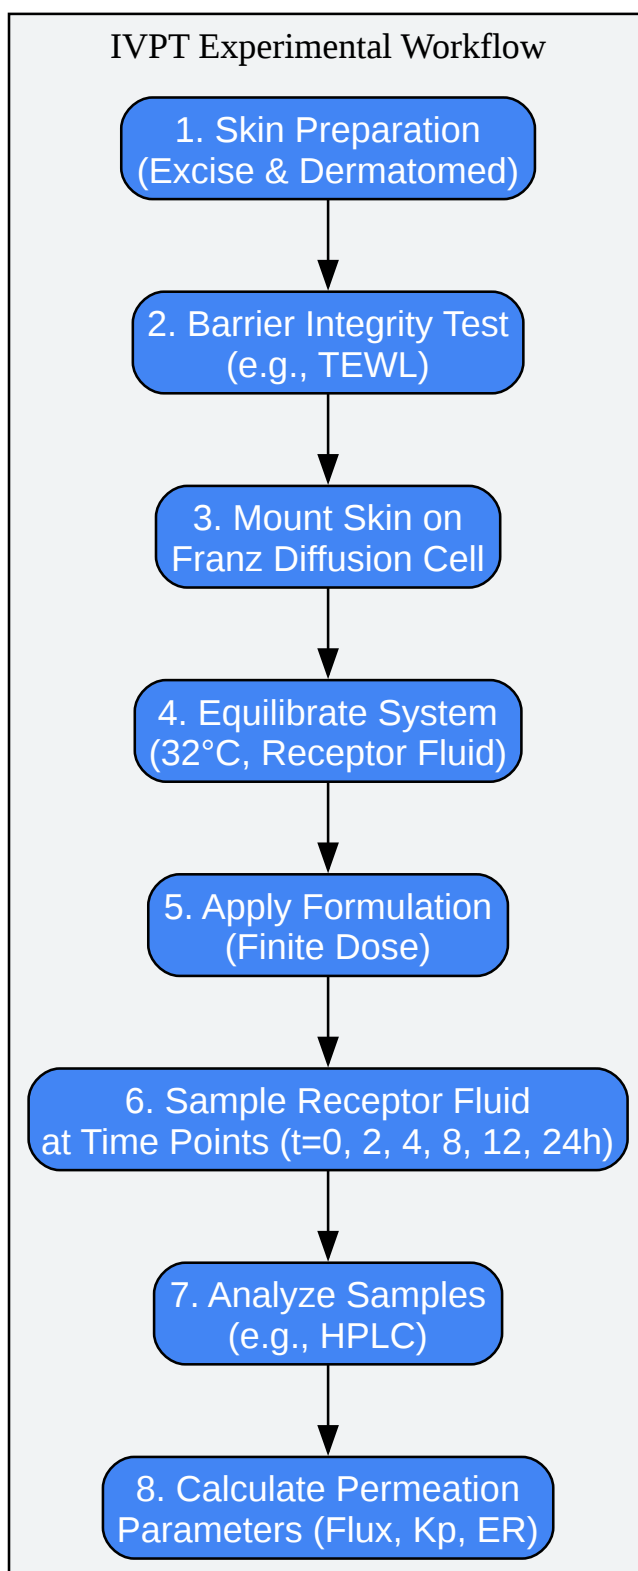 IVPT Experimental Workflow
1. Skin Preparation
(Excise & Dermatomed)
2. Barrier Integrity Test
(e.g., TEWL)
3. Mount Skin on
Franz Diffusion Cell
4. Equilibrate System
(32°C, Receptor Fluid)
5. Apply Formulation
(Finite Dose)
6. Sample Receptor Fluid
at Time Points (t=0, 2, 4, 8, 12, 24h)
7. Analyze Samples
(e.g., HPLC)
8. Calculate Permeation
Parameters (Flux, Kp, ER)